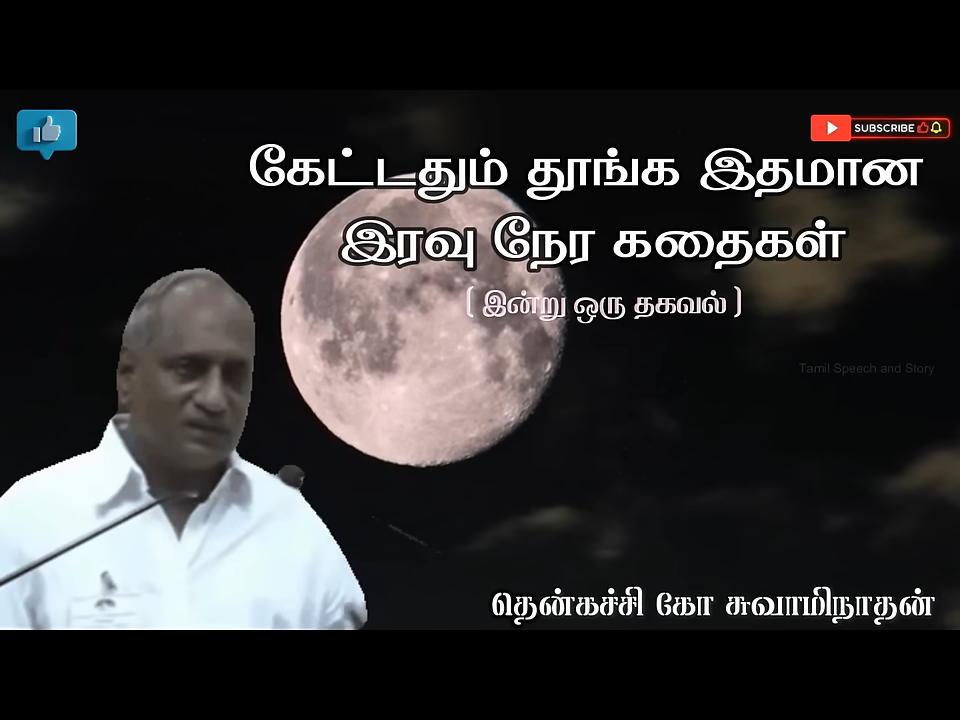 SUBSCRIBE
கேட்டதும் தூங்க இதமான
இரவு நேர கதைகள்
( இன்று ஒரு தகவல் )
Tamil Speech and Story
தென்கச்சி கோ சுவாமிநாதன்